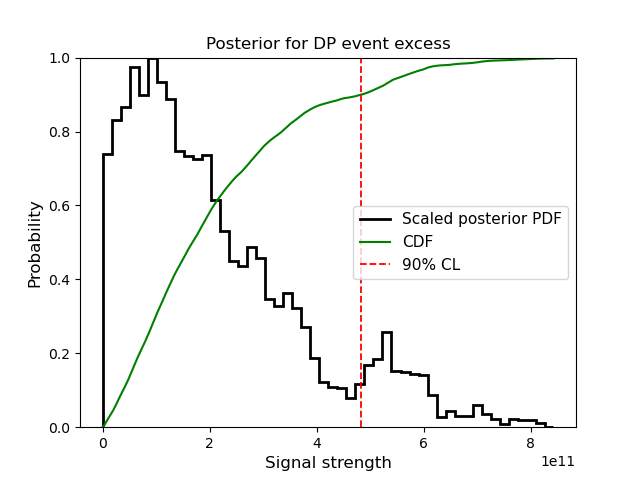 Posterior for DP event excess
1.0
0.8
0.6
0.4
0.2
0.0
Probability
Scaled posterior PDF
CDF
90% CL
0
2
4
6
8
1e11
Signal strength